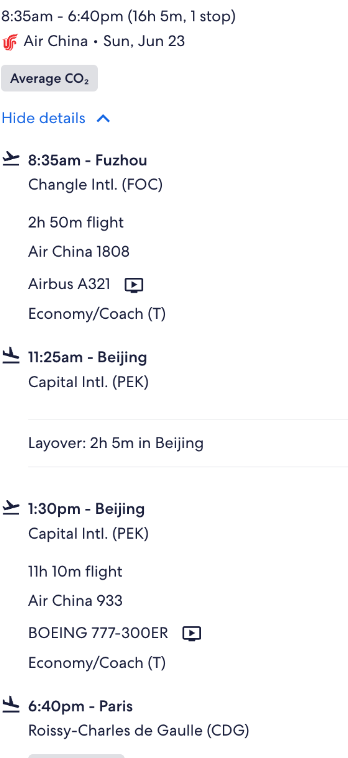 8:35am - 6:40pm (16h 5m, 1 stop)
Air China • Sun, Jun 23
Average CO₂
Hide details
8:35am - Fuzhou
Changle Intl. (FOC)
2h 50m flight
Air China 1808
Airbus A321
Economy/Coach (T)
11:25am - Beijing
Capital Intl. (PEK)
Layover: 2h 5m in Beijing
1:30pm - Beijing
Capital Intl. (PEK)
11h 10m flight
Air China 933
BOEING 777-300ER
Economy/Coach (T)
6:40pm - Paris
Roissy-Charles de Gaulle (CDG)